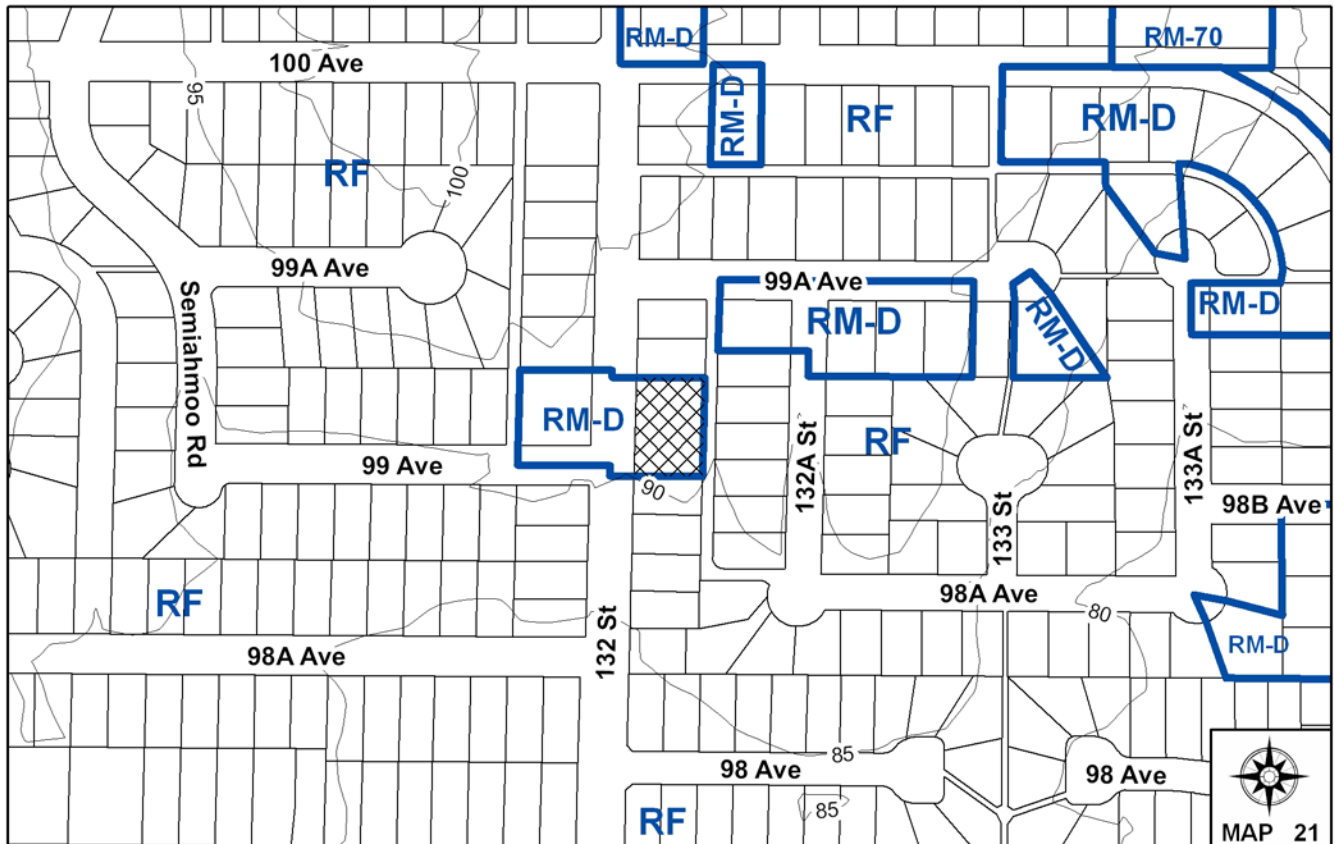 RM-D
RM-70
100 Ave
95
RM-D
RF
RM-D
RF
100
99A Ave
99A Ave
RM-D
RM-D
RM-D
Semiahmoo Rd
RM-D
132A St
RF
133A St
99 Ave
90
98B Ave
133 St
98A Ave
80
RF
132 St
RM-D
98A Ave
85
98 Ave
98 Ave
85
RF
MAP 21